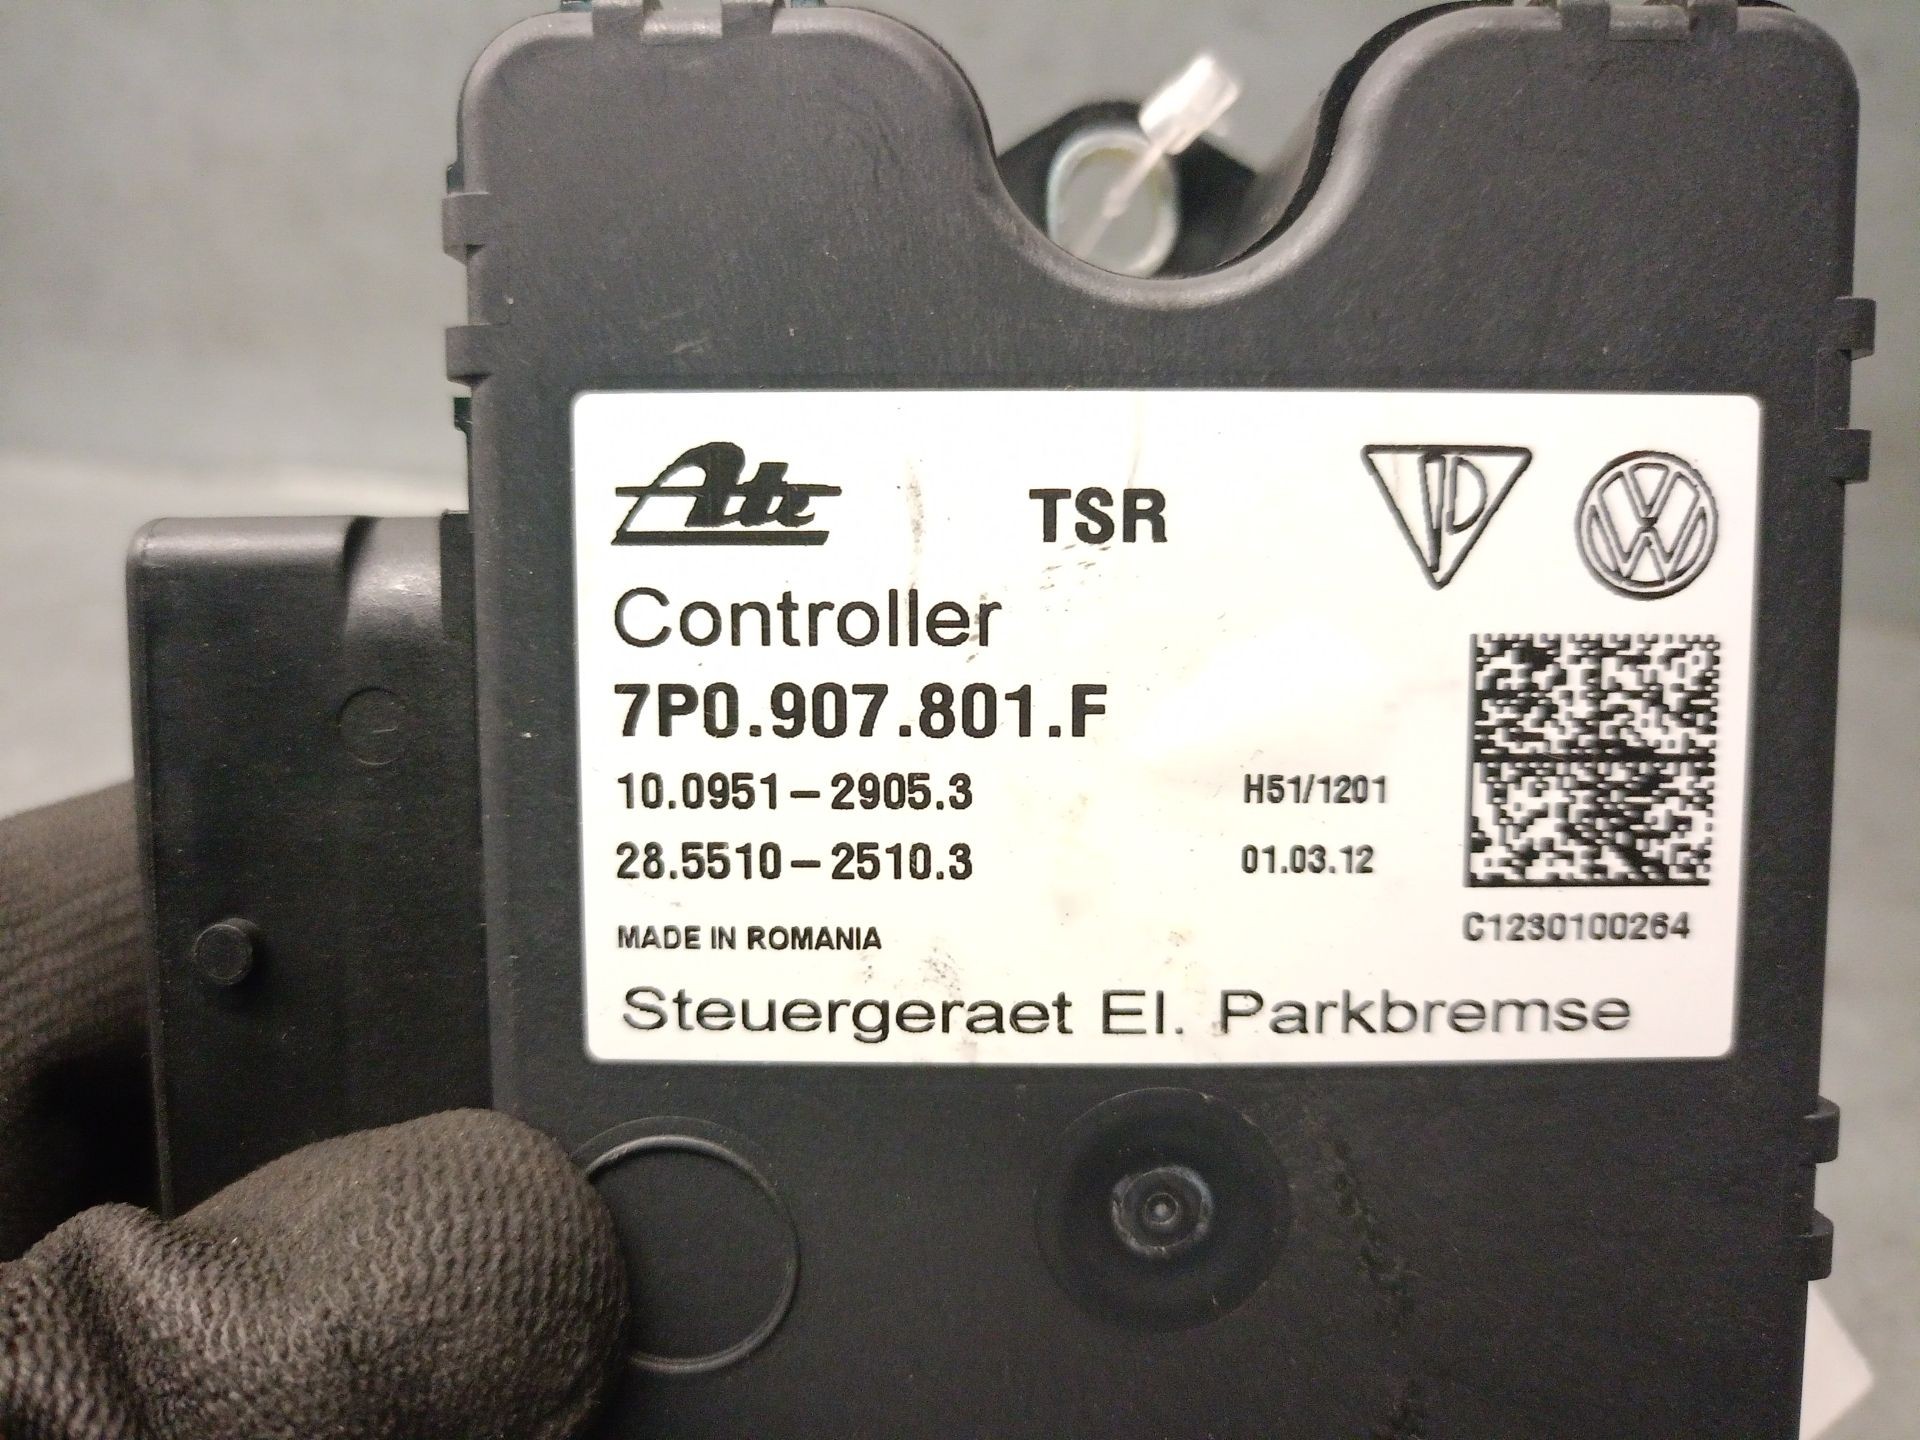 Ate TSR
Controller
7P0.907.801.F
10.0951-2905.3 H51/1201
28.5510-2510.3 01.03.12
MADE IN ROMANIA C1230100264
Steuergeraet El. Parkbremse